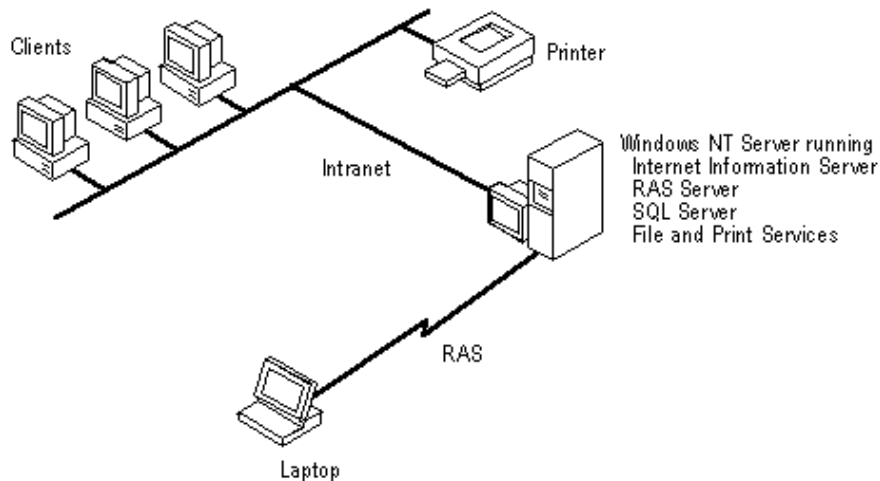 Clients
Printer
Windows NT Server running
Internet Information Server
RAS Server
SQL Server
File and Print Services
Intranet
RAS
Laptop